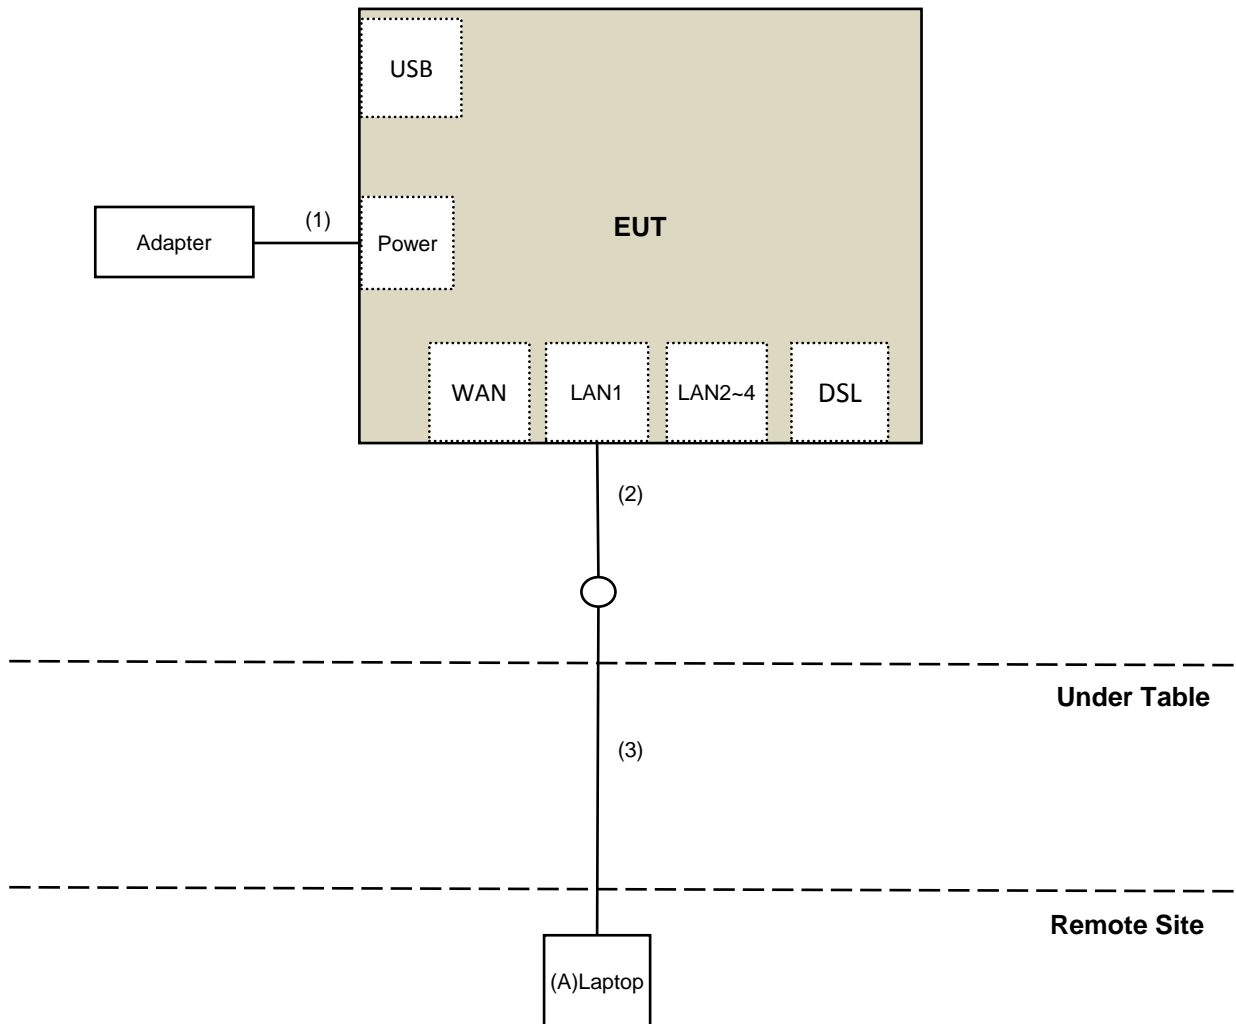 USB
EUT
(1)
Adapter
Power
WAN
LAN1
LAN2~4
DSL
(2)
Under Table
(3)
Remote Site
(A)Laptop